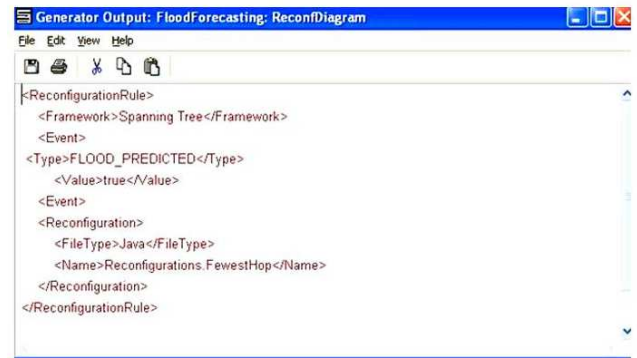 Generator Output: FloodForecasting: ReconfDiagram
File Edit View Help
<ReconfigurationRule>
<Framework>Spanning Tree</Framework>
<Event>
<Type>FLOOD_PREDICTED</Type>
<Value>true</Value>
<Event>
<Reconfiguration>
<FileType>Java</FileType>
<Name>Reconfigurations.FewestHop</Name>
</Reconfiguration>
</ReconfigurationRule>